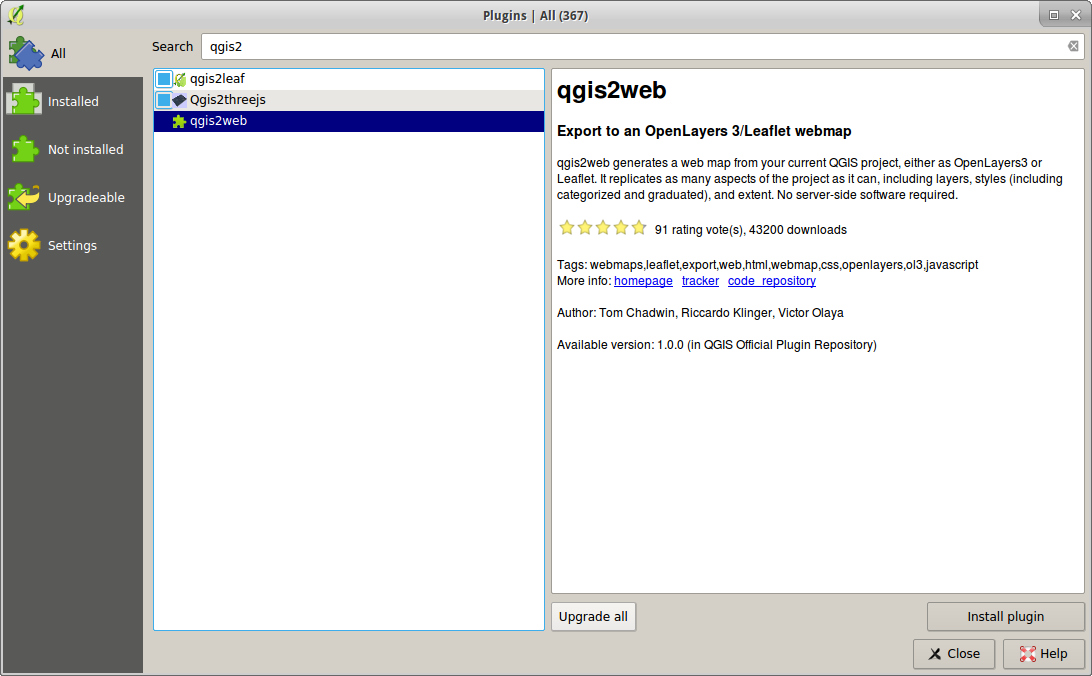 Plugins | All (367)
All
Installed
Not installed
Upgradeable
Settings
Search
qgis2
qgis2leaf
Qgis2threejs
qgis2web
qgis2web
Export to an OpenLayers 3/Leaflet webmap
qgis2web generates a web map from your current QGIS project, either as OpenLayers3 or
Leaflet. It replicates as many aspects of the project as it can, including layers, styles (including
categorized and graduated), and extent. No server-side software required.
91 rating vote(s), 43200 downloads
Tags: webmaps,leaflet,export,web,html,webmap,css,openlayers,ol3,javascript
More info: homepage tracker code_repository
Author: Tom Chadwin, Riccardo Klinger, Victor Olaya
Available version: 1.0.0 (in QGIS Official Plugin Repository)
Upgrade all
Install plugin
Close
Help